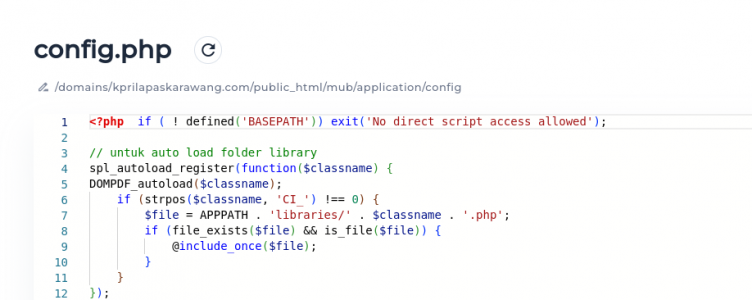 config.php
/domains/kprilapaskarawang.com/public_html/mub/application/config
1 <?php  if ( ! defined('BASEPATH')) exit('No direct script access allowed');
2
3 // untuk auto load folder library
4 spl_autoload_register(function($classname) {
5 DOMPDF_autoload($classname);
6     if (strpos($classname, 'CI_') !== 0) {
7         $file = APPPATH . 'libraries/' . $classname . '.php';
8         if (file_exists($file) && is_file($file)) {
9             @include_once($file);
10         }
11     }
12 });